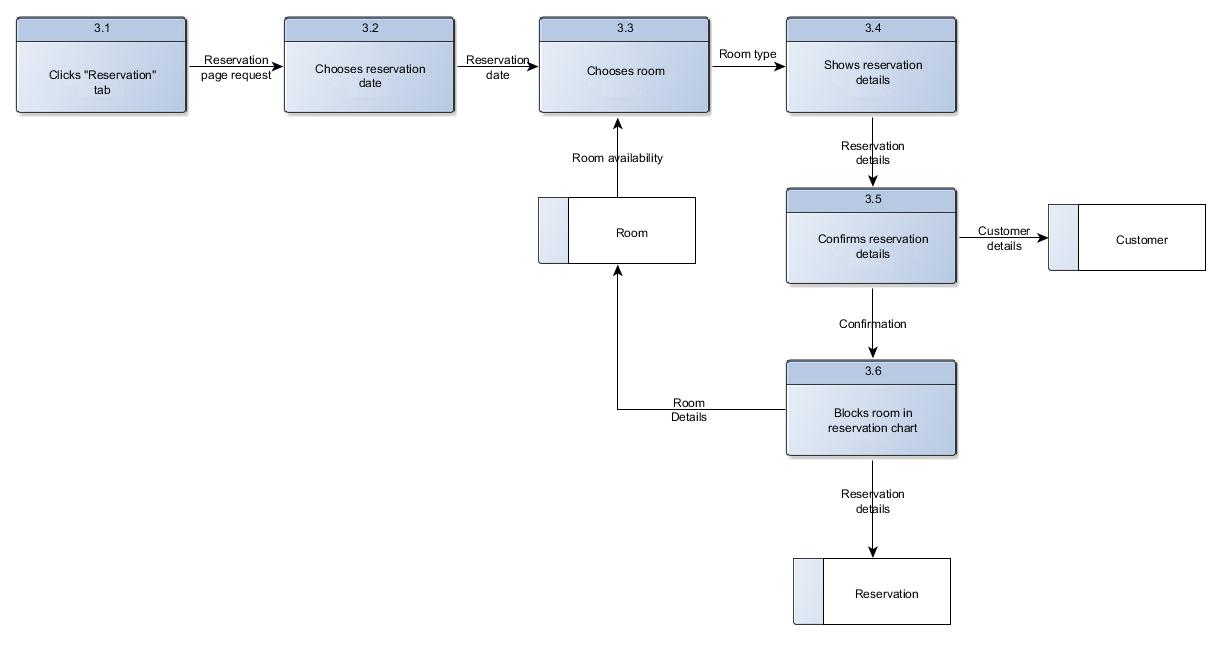 3.1
Clicks "Reservation"
tab
Reservation
page request
3.2
Chooses reservation
date
Reservation
date
3.3
Chooses room
Room type
3.4
Shows reservation
details
Room availability
Room
Reservation
details
3.5
Confirms reservation
details
Customer
details
Customer
Confirmation
3.6
Blocks room in
reservation chart
Room
Details
Reservation
details
Reservation